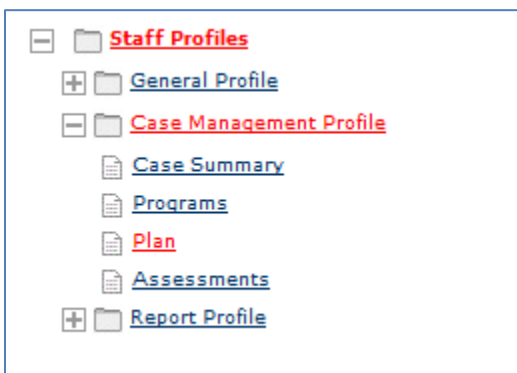 Staff Profiles
General Profile
Case Management Profile
Case Summary
Programs
Plan
Assessments
Report Profile